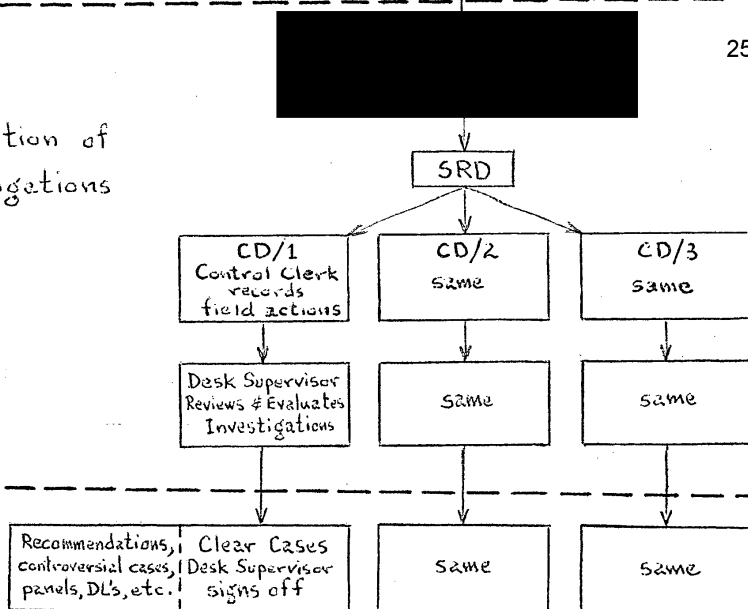 25
tion of
gations
SRD
CD/1
Control Clerk
records
field actions
CD/2
same
CD/3
same
Desk Supervisor
Reviews & Evaluates
Investigations
same
same
Recommendations,
controversial cases,
panels, DL's, etc.
Clear Cases
Desk Supervisor
signs off
same
same